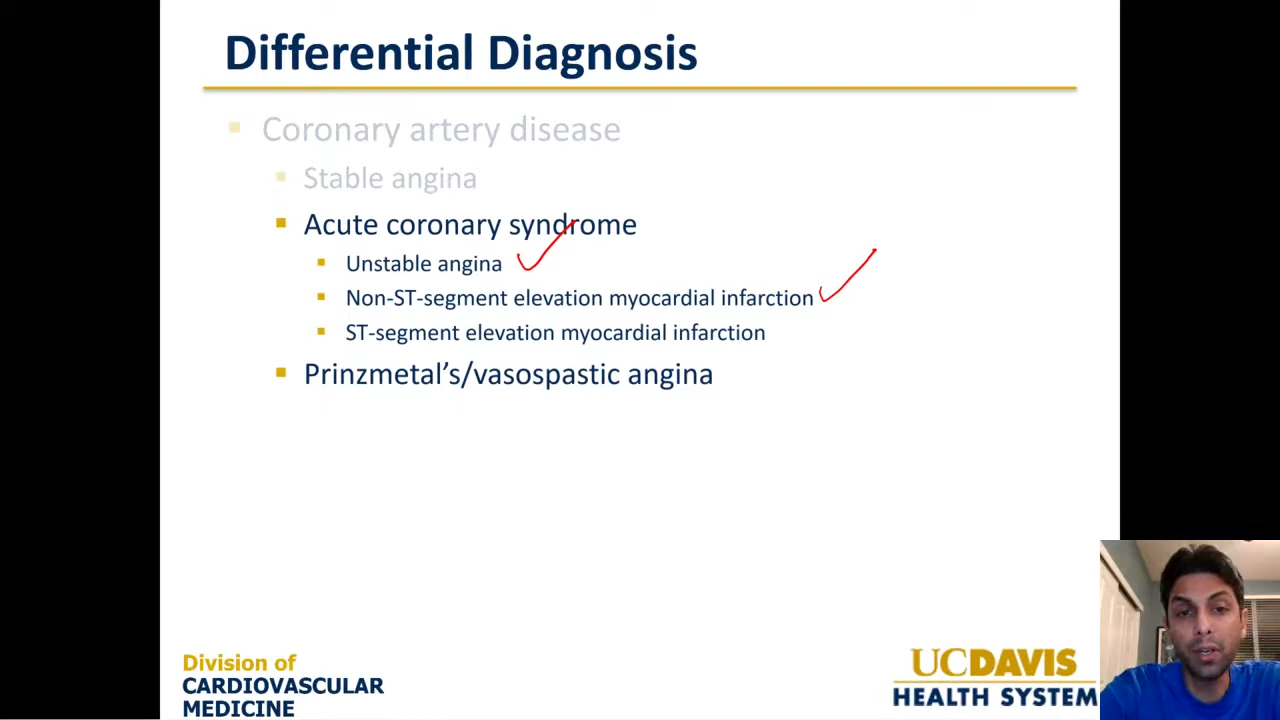 Differential Diagnosis
Coronary artery disease
Stable angina
Acute coronary syndrome
Unstable angina
Non-ST-segment elevation myocardial infarction
ST-segment elevation myocardial infarction
Prinzmetal’s/vasospastic angina
Division of
CARDIOVASCULAR
MEDICINE
UCDAVIS
HEALTH SYSTEM